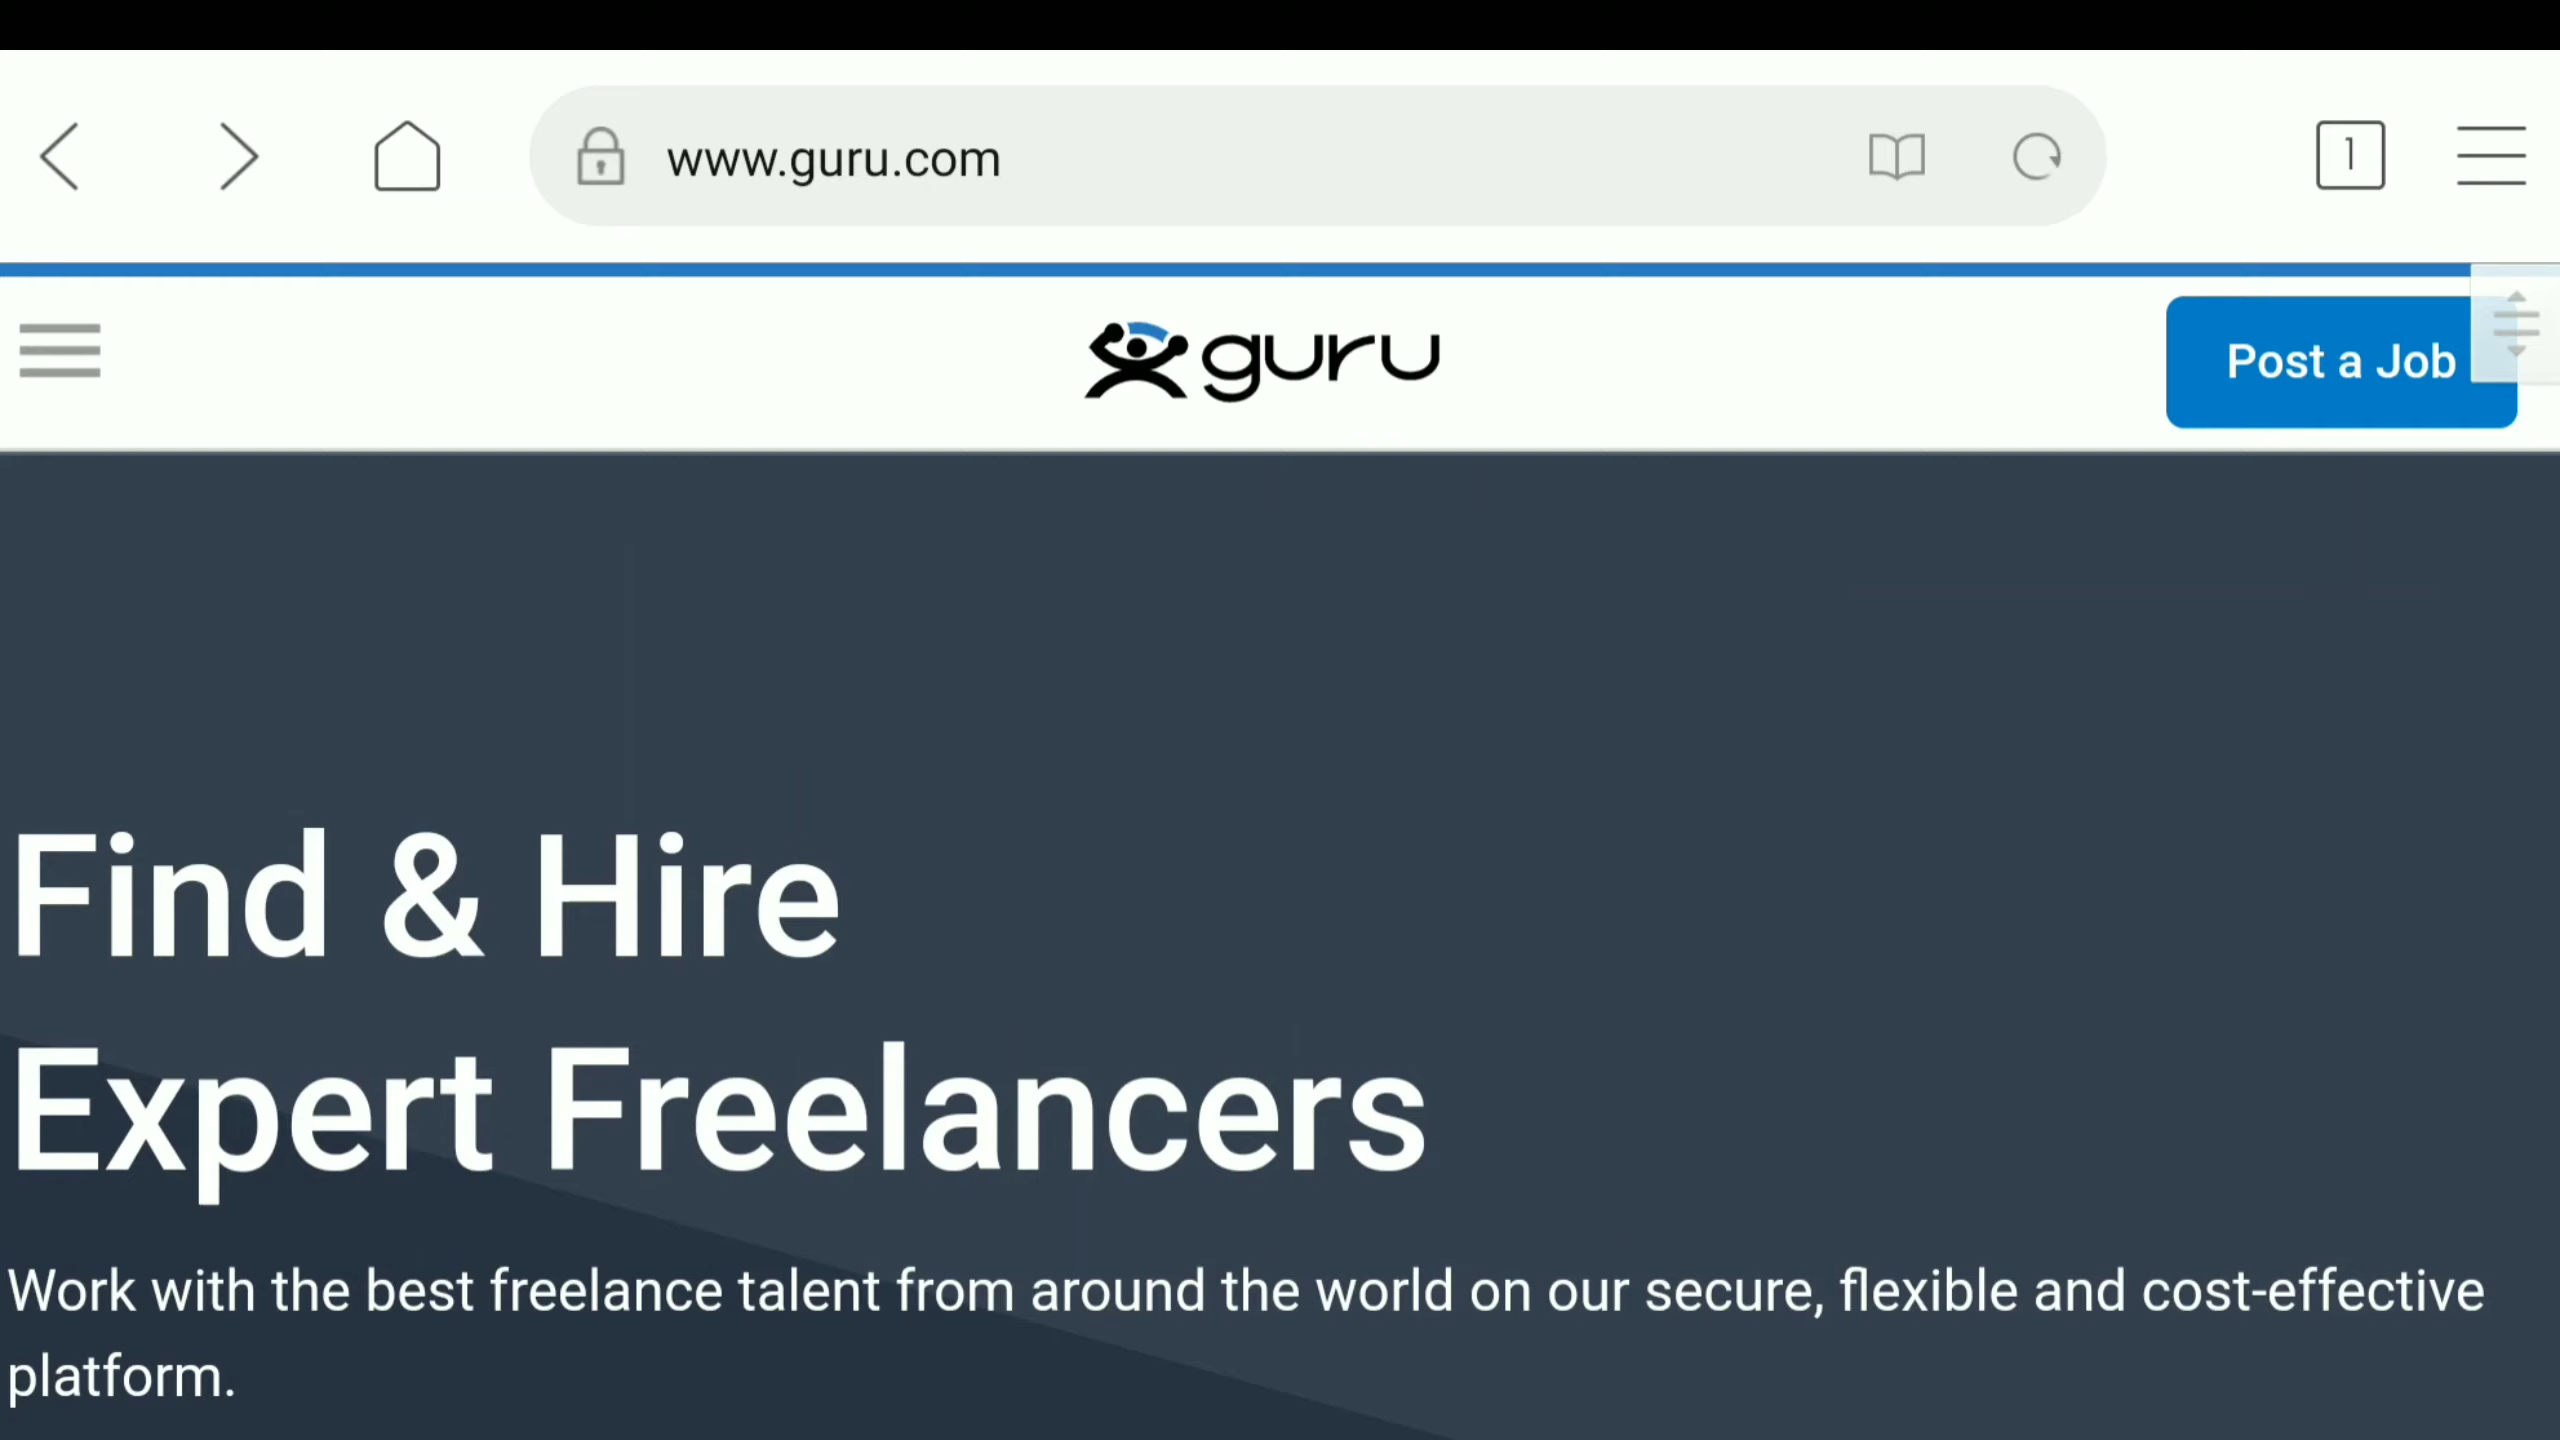 www.guru.com
1
guru
Post a Job
Find & Hire
Expert Freelancers
Work with the best freelance talent from around the world on our secure, flexible and cost-effective
platform.